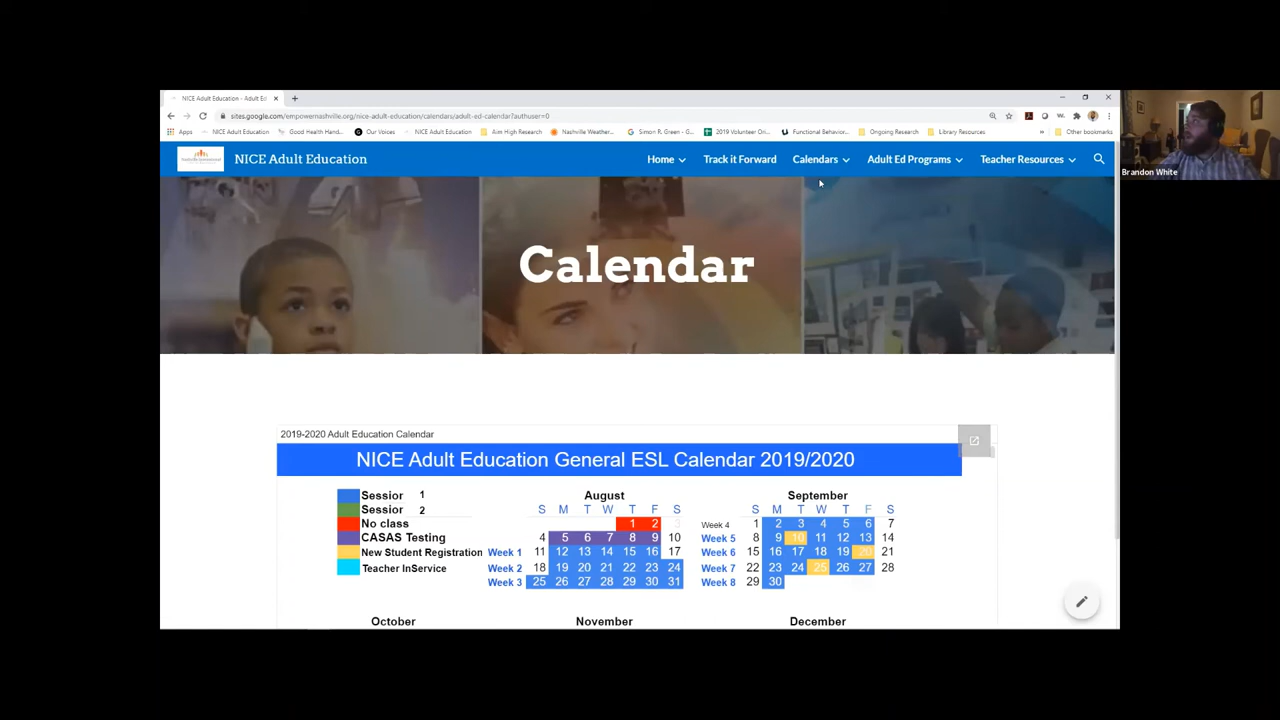 NICE Adult Education - Adult Ed
sites.google.com/empowernashville.org/nice-adult-education/calendars/adult-ed-calendar?authuser=0
Apps NICE Adult Education Good Health Hand... Our Voices NICE Adult Education Aim High Research Nashville Weather... Simon R. Green - G... 2019 Volunteer On... Functional Behavior... Ongoing Research Library Resources » Other bookmarks
NICE Adult Education Home Track it Forward Calendars Adult Ed Programs Teacher Resources
Brandon White
Calendar
2019-2020 Adult Education Calendar
NICE Adult Education General ESL Calendar 2019/2020
Sessior 1 August September
Sessior 2 S M T W T F S S M T W T F S
No class 1 2 3 Week 4 1 2 3 4 5 6 7
CASAS Testing 4 5 6 7 8 9 10 Week 5 8 9 10 11 12 13 14
New Student Registration Week 1 11 12 13 14 15 16 17 Week 6 15 16 17 18 19 20 21
Teacher InService Week 2 18 19 20 21 22 23 24 Week 7 22 23 24 25 26 27 28
Week 3 25 26 27 28 29 30 31 Week 8 29 30
October November December